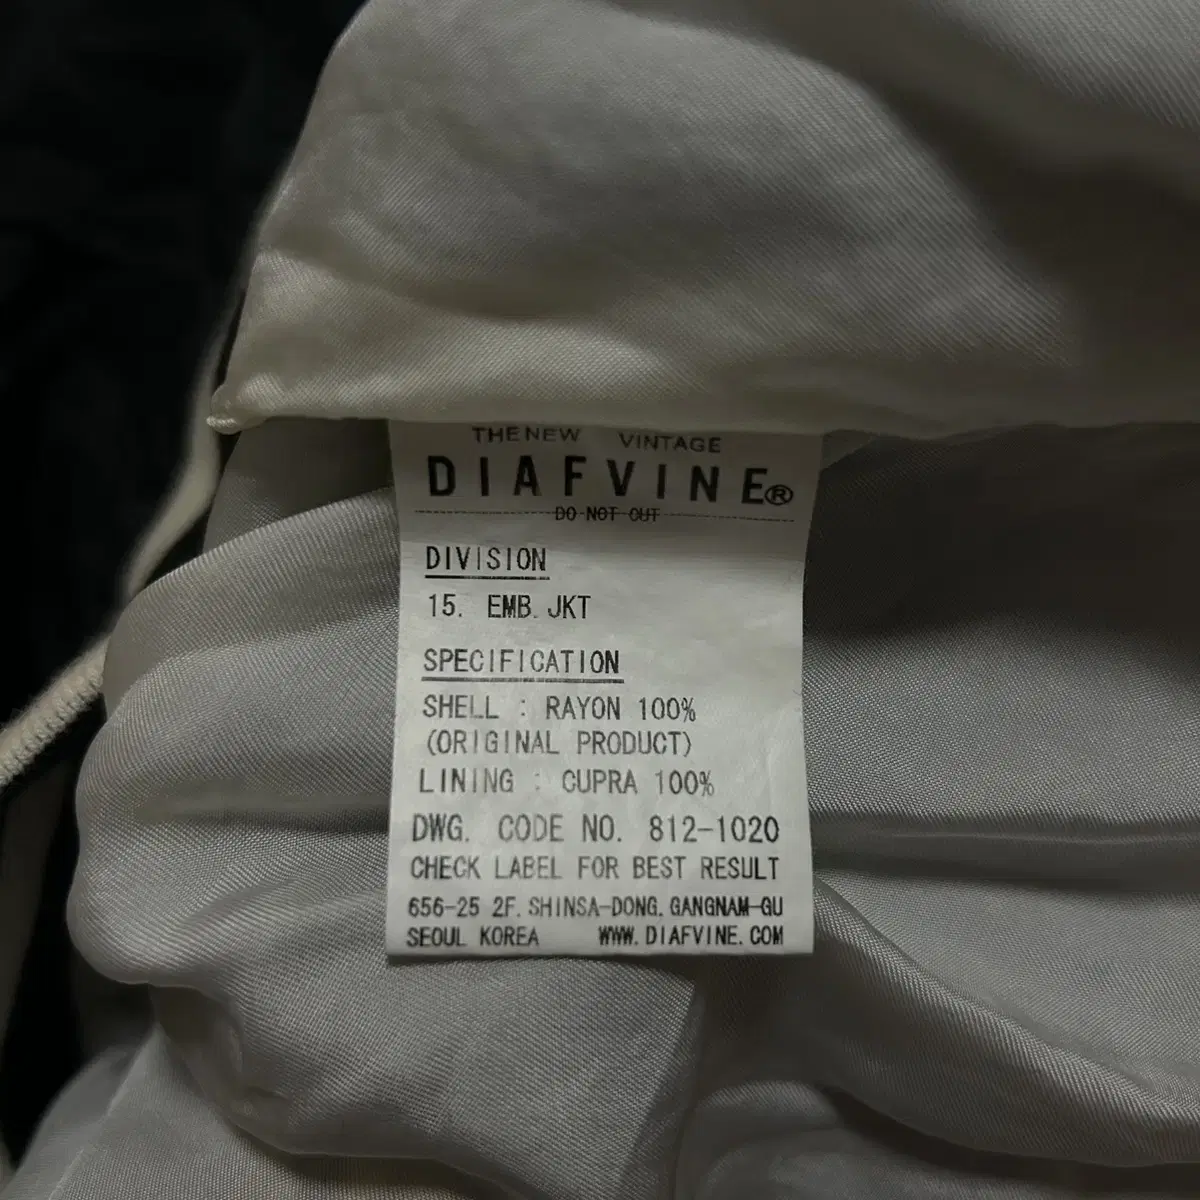 THE NEW VINTAGE
DIAFVINE®
DO NOT CUT
DIVISION
15. EMB. JKT
SPECIFICATION
SHELL : RAYON 100%
(ORIGINAL PRODUCT)
LINING : CUPRA 100%
DWG. CODE NO. 812-1020
CHECK LABEL FOR BEST RESULT
656-25 2F. SHINSA-DONG. GANGNAM-GU
SEOUL KOREA WWW.DIAFVINE.COM